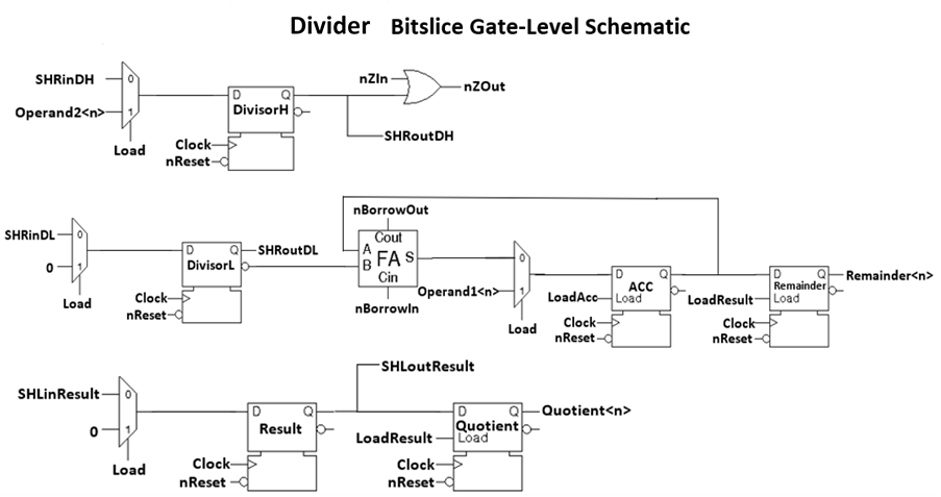 Divider Bitslice Gate-Level Schematic
SHRinDH
0
Operand2<n>
1
Load
D Q
DivisorH
Clock
nReset
nZIn
nZOut
SHRoutDH
SHRinDL
0
0
1
Load
D Q
DivisorL
SHRoutDL
Clock
nReset
nBorrowOut
Cout
A
FA S
B
Cin
nBorrowIn
0
Operand1<n>
1
Load
D Q
ACC
LoadAcc
Load
Clock
nReset
D Q
Remainder
LoadResult
Load
Remainder<n>
Clock
nReset
SHLinResult
0
0
1
Load
D Q
Result
Clock
nReset
SHLoutResult
D Q
Quotient
LoadResult
Load
Quotient<n>
Clock
nReset